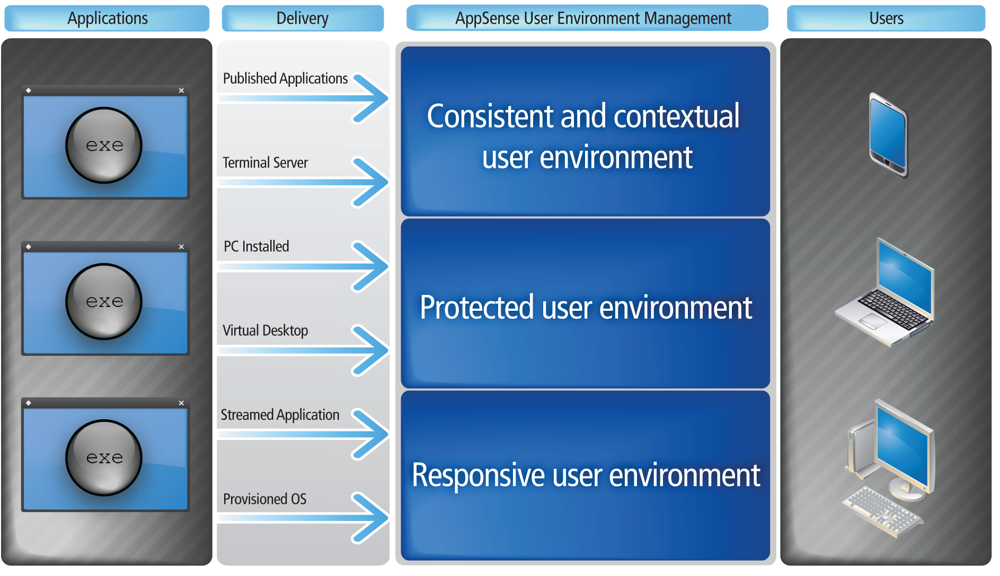 Applications
Delivery
AppSense User Environment Management
Users
exe
exe
exe
Published Applications
Terminal Server
PC Installed
Virtual Desktop
Streamed Application
Provisioned OS
Consistent and contextual
user environment
Protected user environment
Responsive user environment